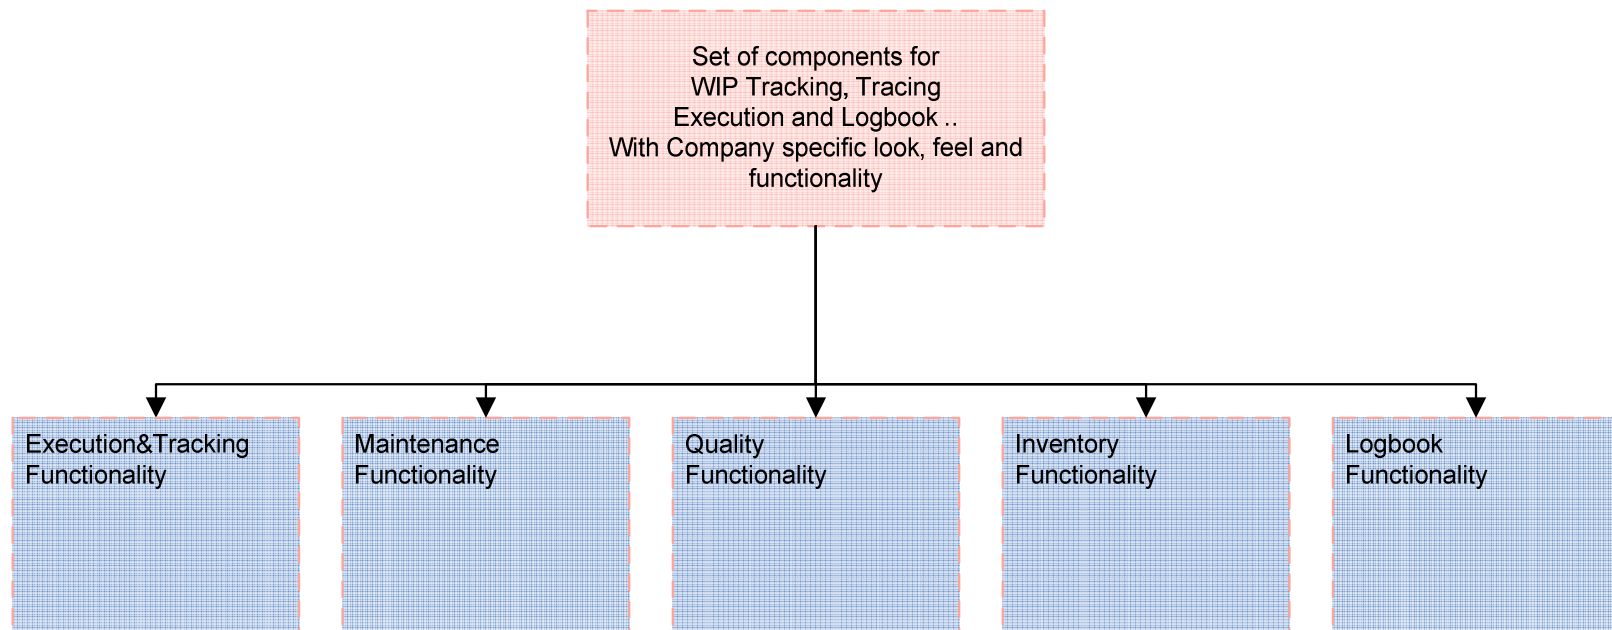 Set of components for
WIP Tracking, Tracing
Execution and Logbook ..
With Company specific look, feel and
functionality
Execution&Tracking
Functionality
Maintenance
Functionality
Quality
Functionality
Inventory
Functionality
Logbook
Functionality